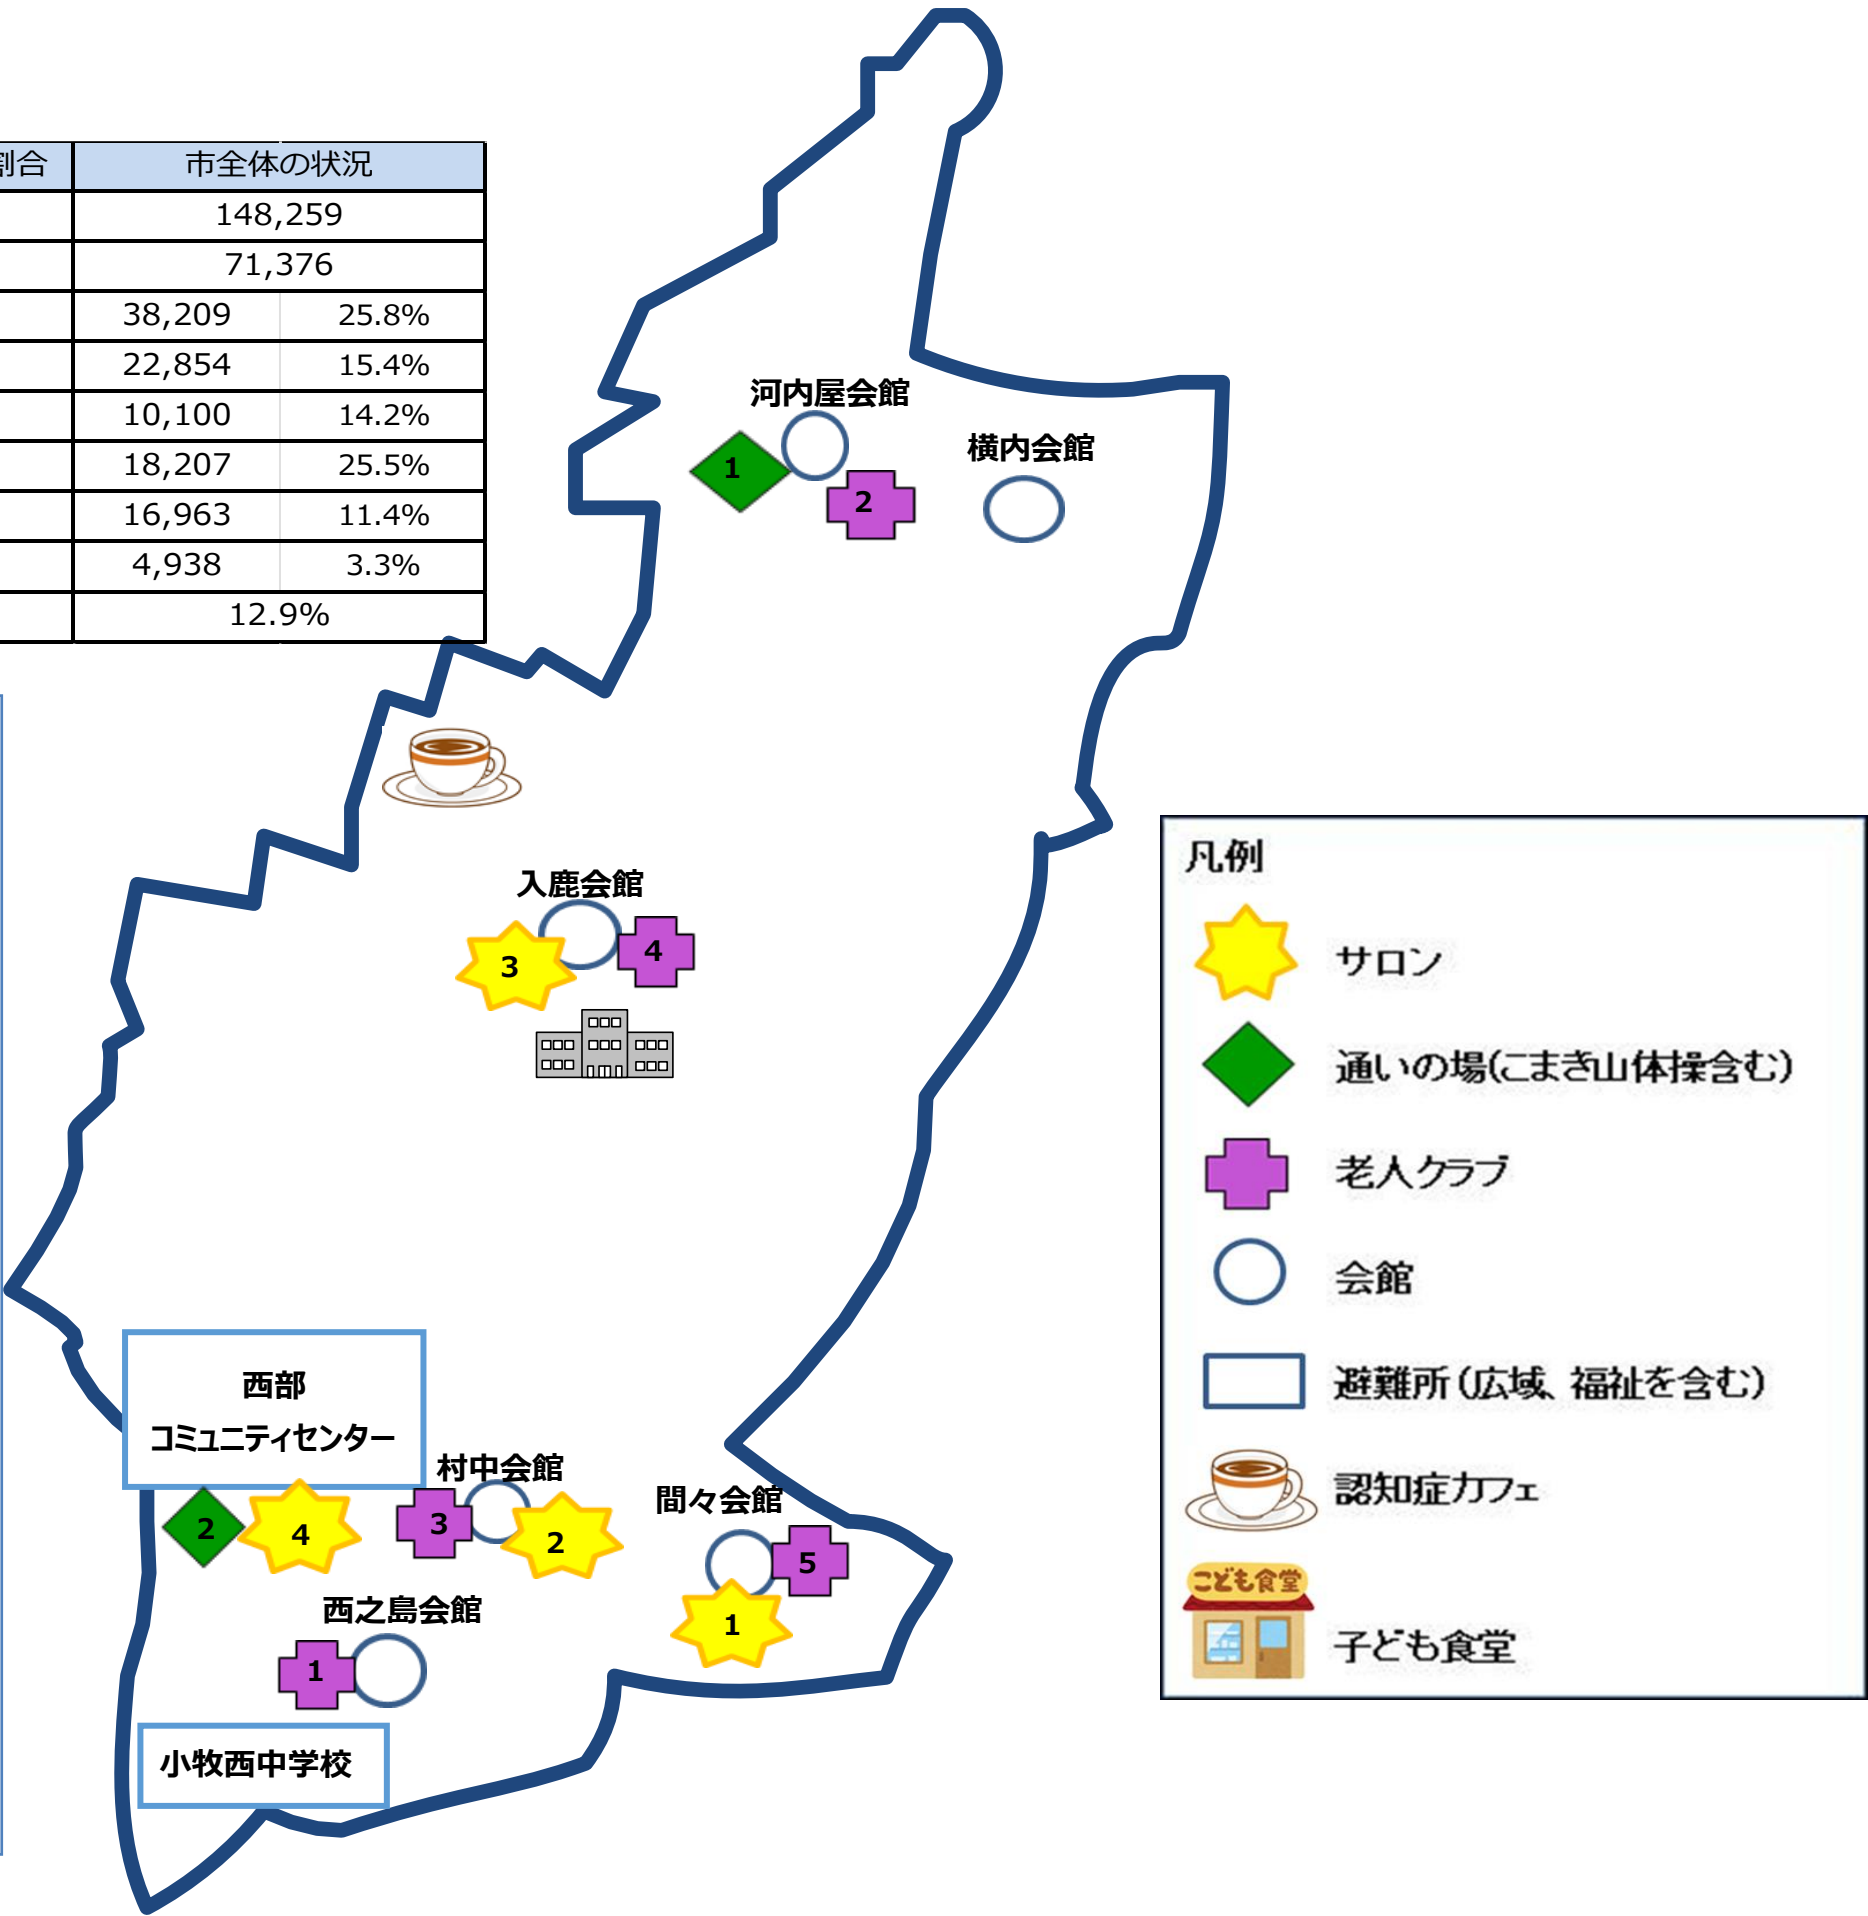 割合 市全体の状況
148,259
71,376
38,209 25.8%
22,854 15.4%
10,100 14.2%
18,207 25.5%
16,963 11.4%
4,938 3.3%
12.9%
河内屋会館
1
2
横内会館
入鹿会館
3
4
西部
コミュニティセンター
2
4
村中会館
3
2
間々会館
5
1
西之島会館
1
小牧西中学校
凡例
サロン
通いの場(こまき山体操含む)
老人クラブ
会館
避難所(広域、福祉を含む)
認知症カフェ
こども食堂
子ども食堂